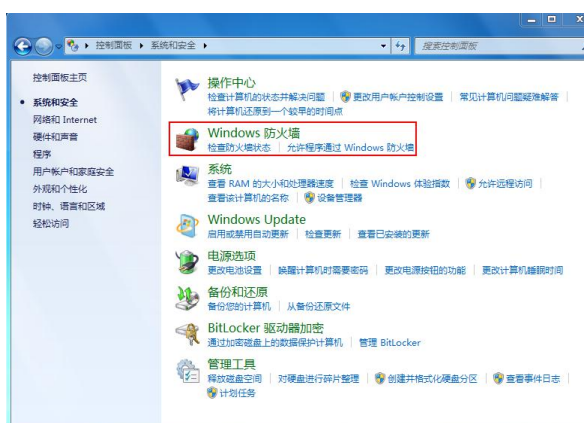 控制面板 系统和安全 搜索控制面板
控制面板主页
系统和安全
网络和 Internet
硬件和声音
程序
用户帐户和家庭安全
外观和个性化
时钟、语言和区域
轻松访问
操作中心
检查计算机的状态并解决问题 更改用户帐户控制设置 常见计算机问题疑难解答
将计算机还原到一个较早的时间点
Windows 防火墙
检查防火墙状态 允许程序通过 Windows 防火墙
系统
查看 RAM 的大小和处理器速度 检查 Windows 体验指数 允许远程访问
查看该计算机的名称 设备管理器
Windows Update
启用或禁用自动更新 检查更新 查看已安装的更新
电源选项
更改电池设置 唤醒计算机时需要密码 更改电源按钮的功能 更改计算机睡眠时间
备份和还原
备份您的计算机 从备份还原文件
BitLocker 驱动器加密
通过加密磁盘上的数据保护计算机 管理 BitLocker
管理工具
释放磁盘空间 对硬盘进行碎片整理 创建并格式化硬盘分区 查看事件日志
计划任务